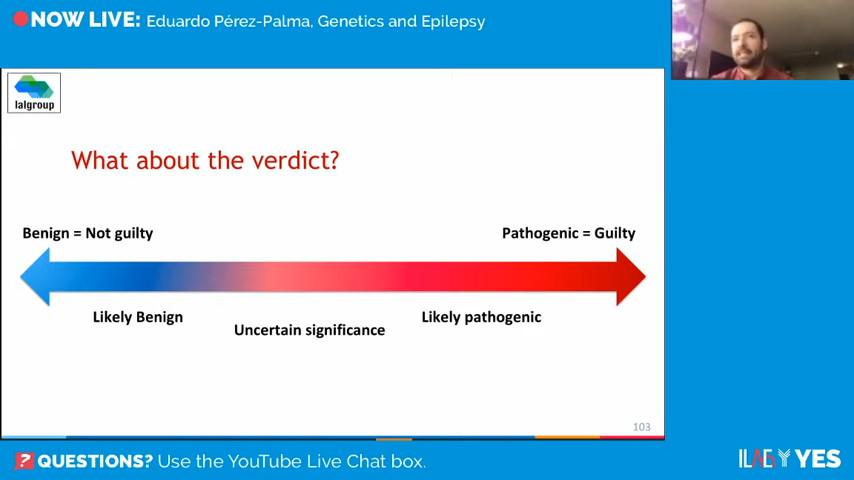 NOW LIVE: Eduardo Pérez-Palma, Genetics and Epilepsy
lalgroup
What about the verdict?
Benign = Not guilty
Pathogenic = Guilty
Likely Benign
Likely pathogenic
Uncertain significance
103
? QUESTIONS? Use the YouTube Live Chat box.
ILAE YES